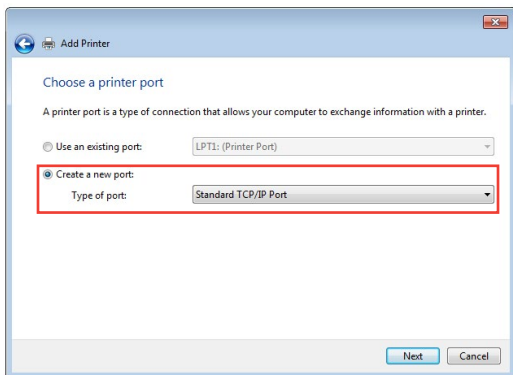 Add Printer
Choose a printer port
A printer port is a type of connection that allows your computer to exchange information with a printer.
Use an existing port: LPT1: (Printer Port)
Create a new port:
Type of port: Standard TCP/IP Port
Next Cancel